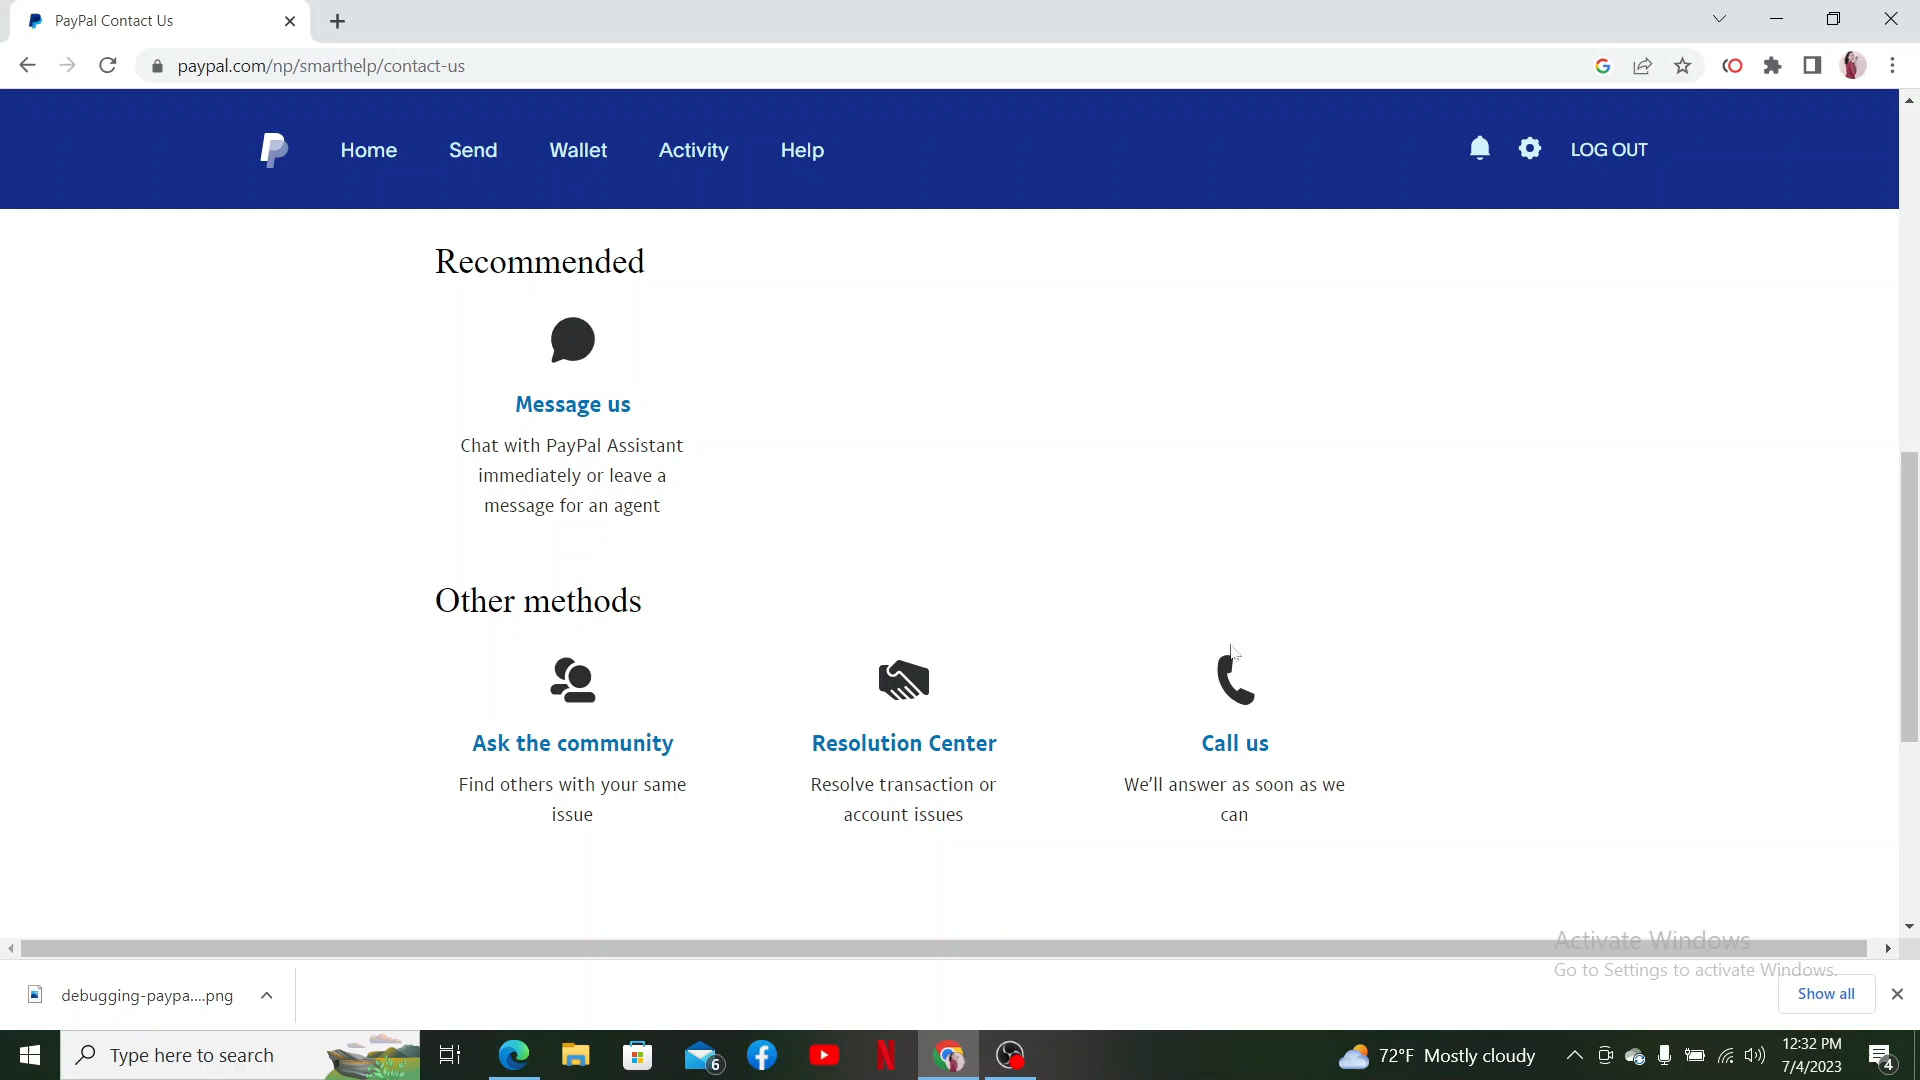 PayPal Contact Us
paypal.com/np/smarthelp/contact-us
Home Send Wallet Activity Help LOG OUT
Recommended
Message us
Chat with PayPal Assistant
immediately or leave a
message for an agent
Other methods
Ask the community
Find others with your same
issue
Resolution Center
Resolve transaction or
account issues
Call us
We'll answer as soon as we
can
Activate Windows
Go to Settings to activate Windows.
debugging-paypa....png
Show all
Type here to search
6
72°F Mostly cloudy
12:32 PM
7/4/2023
4